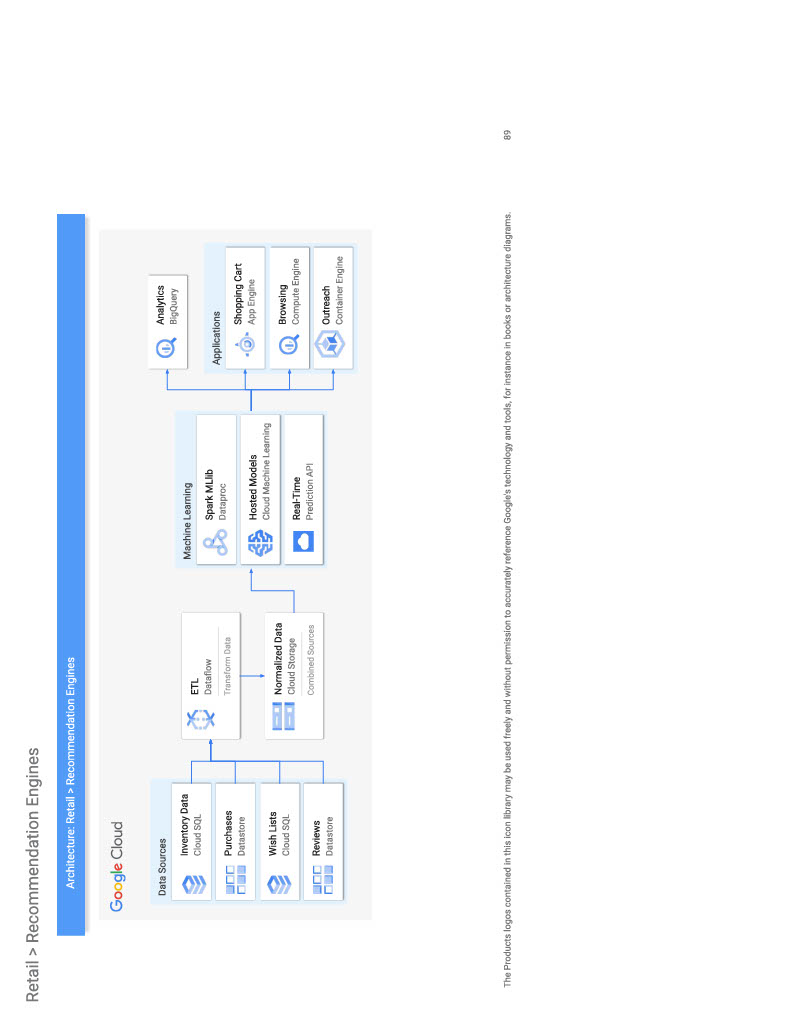 Retail > Recommendation Engines
Architecture: Retail > Recommendation Engines
Google Cloud
Data Sources
Inventory Data
Cloud SQL
Purchases
Datastore
Wish Lists
Cloud SQL
Reviews
Datastore
ETL
Dataflow
Transform Data
Normalized Data
Cloud Storage
Combined Sources
Machine Learning
Spark MLlib
Dataproc
Hosted Models
Cloud Machine Learning
Real-Time
Prediction API
Analytics
BigQuery
Applications
Shopping Cart
App Engine
Browsing
Compute Engine
Outreach
Container Engine
The Products logos contained in this icon library may be used freely and without permission to accurately reference Google's technology and tools, for instance in books or architecture diagrams.
89